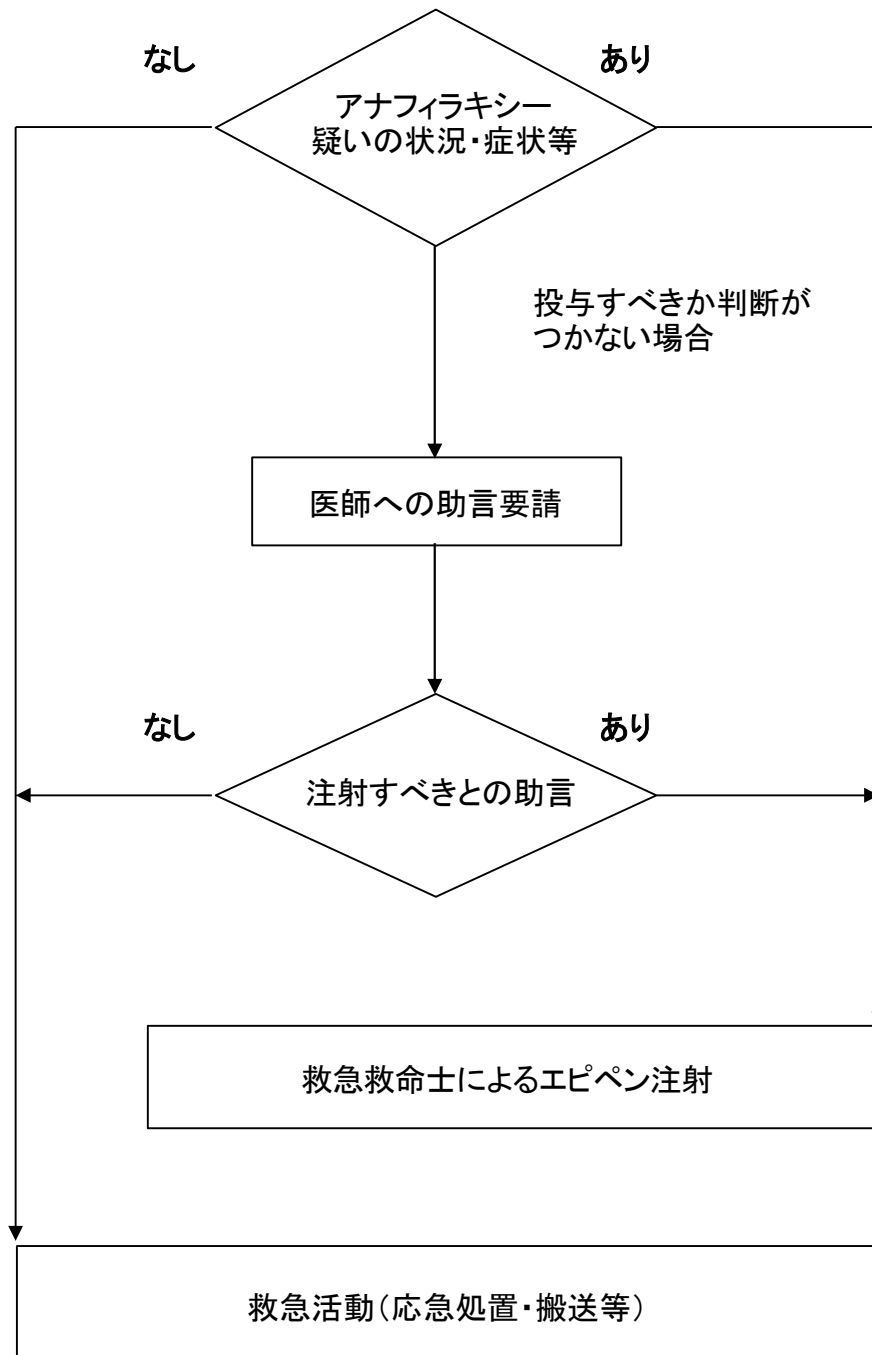 なし
あり
アナフィラキシー
疑いの状況・症状等
投与すべきか判断が
つかない場合
医師への助言要請
なし
あり
注射すべきとの助言
救急救命士によるエピペン注射
救急活動(応急処置・搬送等)